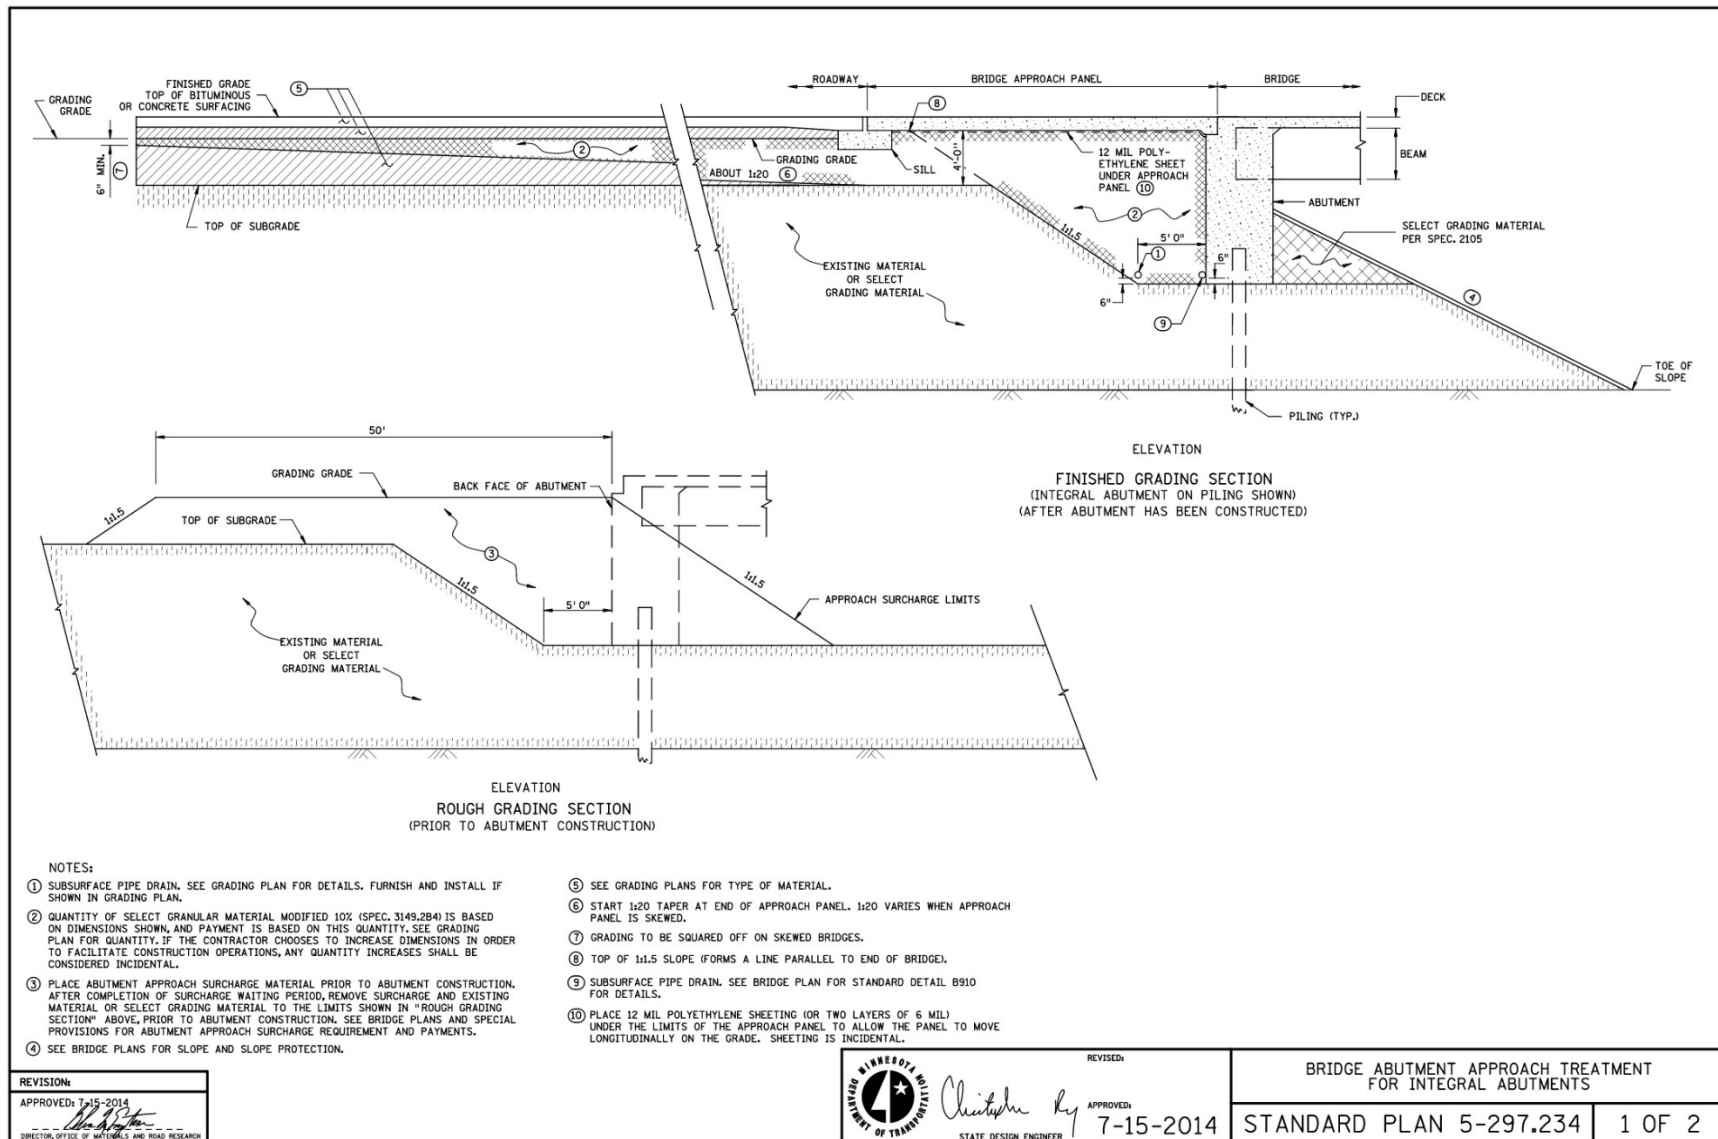 FINISHED GRADE
TOP OF BITUMINOUS
OR CONCRETE SURFACING
GRADING
GRADE
5
ROADWAY
BRIDGE APPROACH PANEL
BRIDGE
8
DECK
BEAM
6" MIN.
7
2
GRADING GRADE
ABOUT 1:20 6
SILL
4'-0"
12 MIL POLY-
ETHYLENE SHEET
UNDER APPROACH
PANEL 10
TOP OF SUBGRADE
ABUTMENT
2
1:1.5
5' 0"
1
SELECT GRADING MATERIAL
PER SPEC. 2105
EXISTING MATERIAL
OR SELECT
GRADING MATERIAL
6"
6"
9
4
TOE OF
SLOPE
PILING (TYP.)
ELEVATION
FINISHED GRADING SECTION
(INTEGRAL ABUTMENT ON PILING SHOWN)
(AFTER ABUTMENT HAS BEEN CONSTRUCTED)
50'
GRADING GRADE
BACK FACE OF ABUTMENT
1:1.5
TOP OF SUBGRADE
3
1:1.5
1:1.5
5' 0"
APPROACH SURCHARGE LIMITS
EXISTING MATERIAL
OR SELECT
GRADING MATERIAL
ELEVATION
ROUGH GRADING SECTION
(PRIOR TO ABUTMENT CONSTRUCTION)
NOTES:
1 SUBSURFACE PIPE DRAIN. SEE GRADING PLAN FOR DETAILS. FURNISH AND INSTALL IF
SHOWN IN GRADING PLAN.
2 QUANTITY OF SELECT GRANULAR MATERIAL MODIFIED 10% (SPEC. 3149.2B4) IS BASED
ON DIMENSIONS SHOWN, AND PAYMENT IS BASED ON THIS QUANTITY. SEE GRADING
PLAN FOR QUANTITY. IF THE CONTRACTOR CHOOSES TO INCREASE DIMENSIONS IN ORDER
TO FACILITATE CONSTRUCTION OPERATIONS, ANY QUANTITY INCREASES SHALL BE
CONSIDERED INCIDENTAL.
3 PLACE ABUTMENT APPROACH SURCHARGE MATERIAL PRIOR TO ABUTMENT CONSTRUCTION.
AFTER COMPLETION OF SURCHARGE WAITING PERIOD, REMOVE SURCHARGE AND EXISTING
MATERIAL OR SELECT GRADING MATERIAL TO THE LIMITS SHOWN IN "ROUGH GRADING
SECTION" ABOVE, PRIOR TO ABUTMENT CONSTRUCTION. SEE BRIDGE PLANS AND SPECIAL
PROVISIONS FOR ABUTMENT APPROACH SURCHARGE REQUIREMENT AND PAYMENTS.
4 SEE BRIDGE PLANS FOR SLOPE AND SLOPE PROTECTION.
5 SEE GRADING PLANS FOR TYPE OF MATERIAL.
6 START 1:20 TAPER AT END OF APPROACH PANEL. 1:20 VARIES WHEN APPROACH
PANEL IS SKEWED.
7 GRADING TO BE SQUARED OFF ON SKEWED BRIDGES.
8 TOP OF 1:1.5 SLOPE (FORMS A LINE PARALLEL TO END OF BRIDGE).
9 SUBSURFACE PIPE DRAIN. SEE BRIDGE PLAN FOR STANDARD DETAIL B910
FOR DETAILS.
10 PLACE 12 MIL POLYETHYLENE SHEETING (OR TWO LAYERS OF 6 MIL)
UNDER THE LIMITS OF THE APPROACH PANEL TO ALLOW THE PANEL TO MOVE
LONGITUDINALLY ON THE GRADE. SHEETING IS INCIDENTAL.
REVISION:
APPROVED: 7-15-2014
DIRECTOR, OFFICE OF MATERIALS AND ROAD RESEARCH
MINNESOTA
DEPARTMENT OF TRANSPORTATION
REVISED:
APPROVED:
7-15-2014
STATE DESIGN ENGINEER
BRIDGE ABUTMENT APPROACH TREATMENT
FOR INTEGRAL ABUTMENTS
STANDARD PLAN 5-297.234
1 OF 2